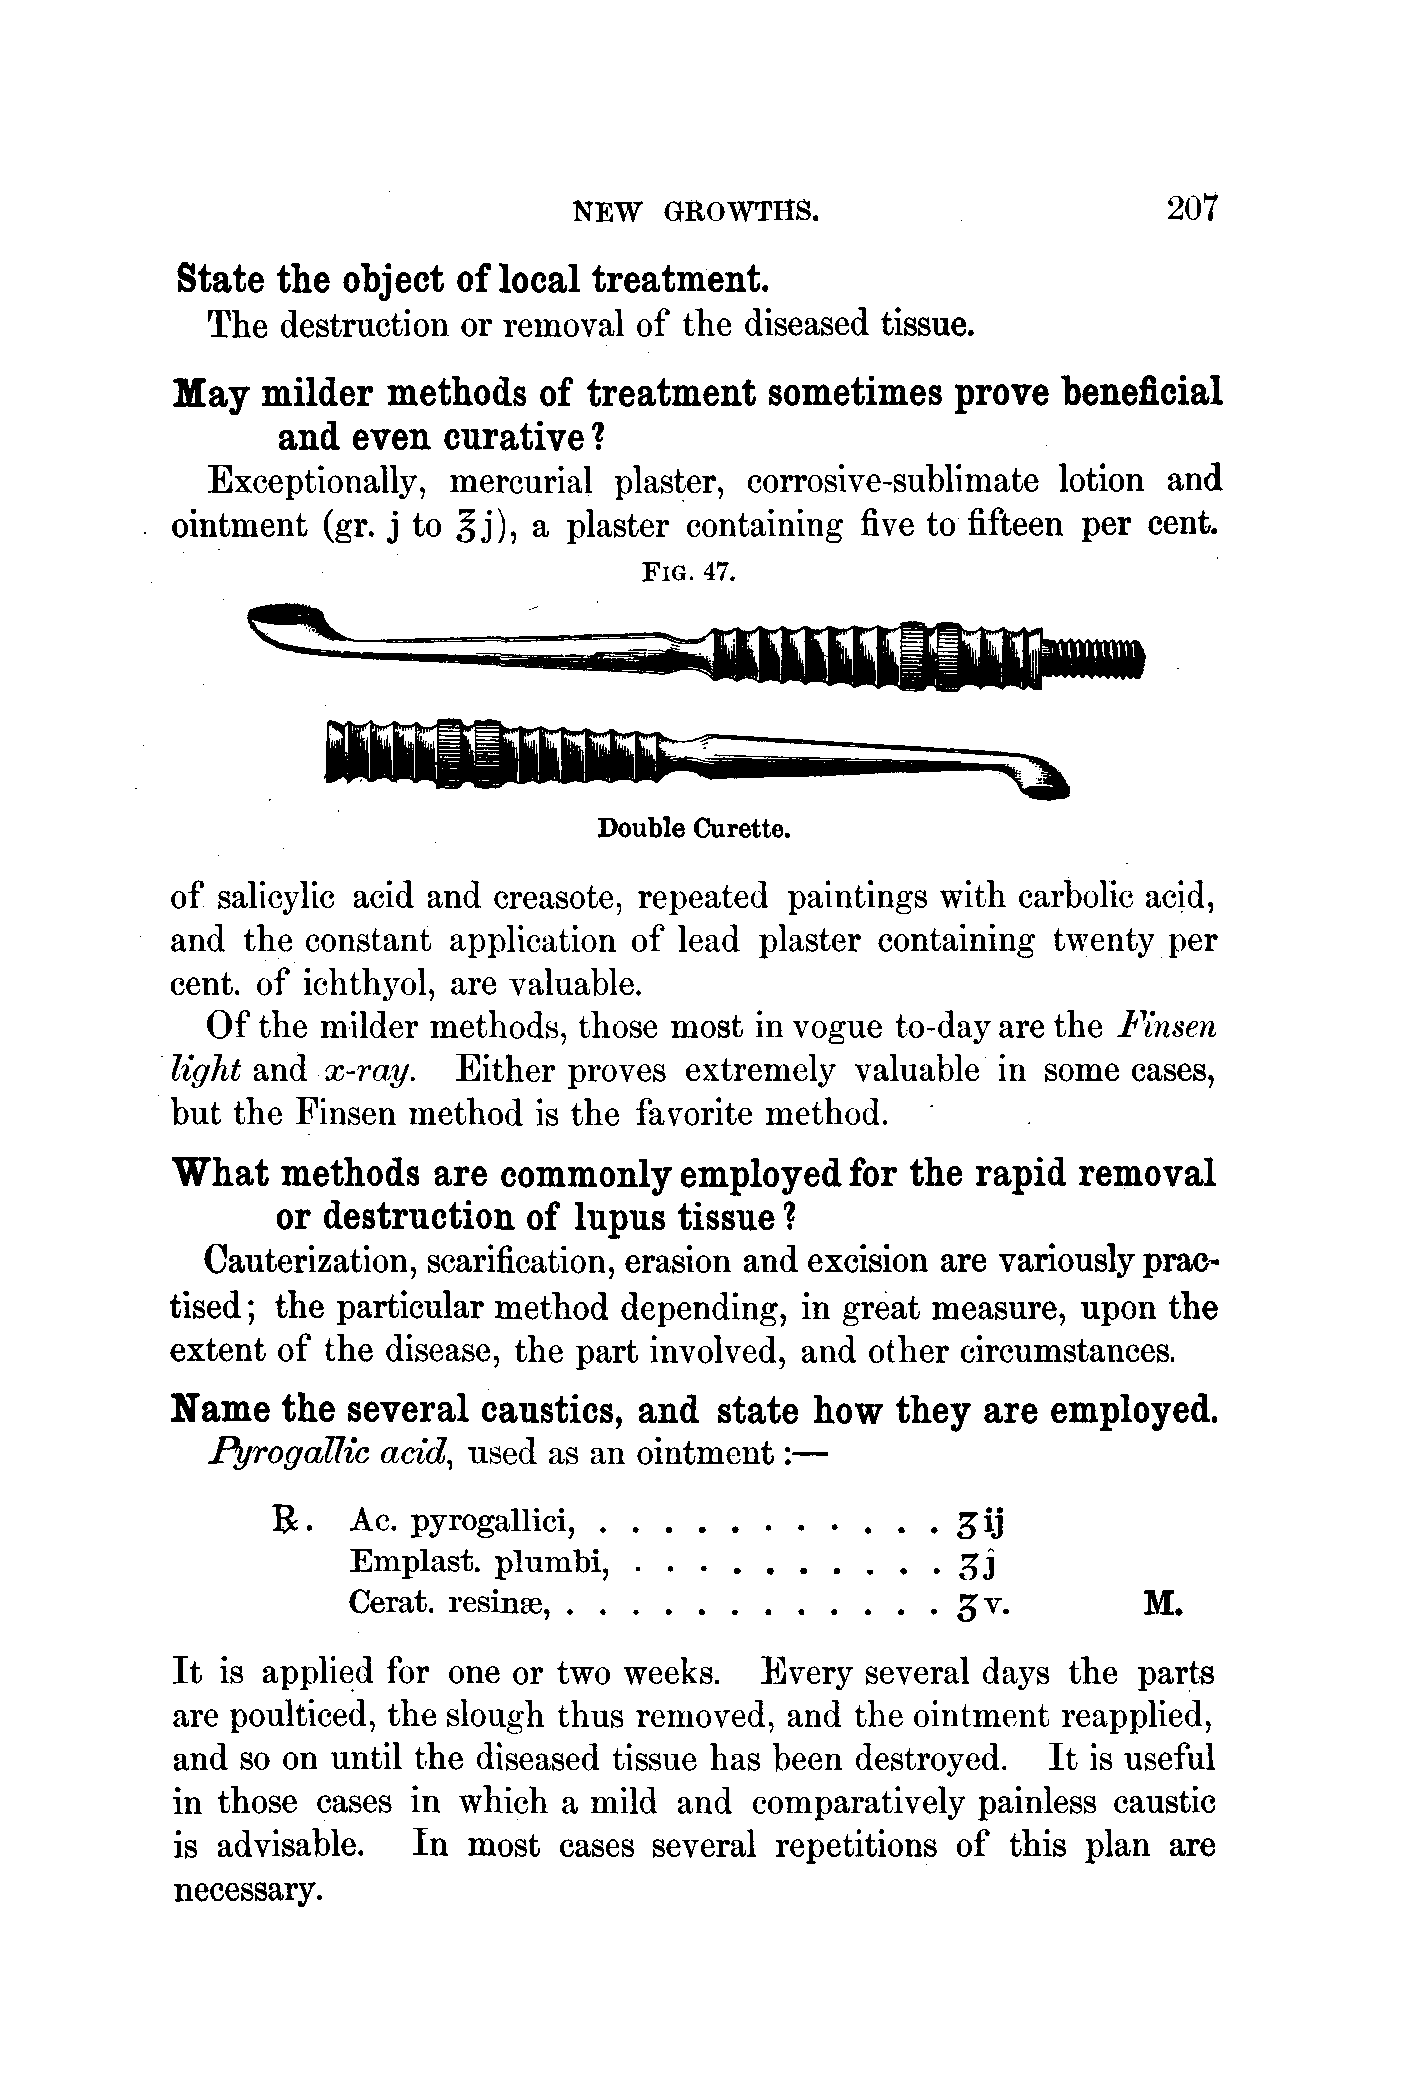 NEW GROWTHS. 207
State the object of local treatment.
The destruction or removal of the diseased tissue.
May milder methods of treatment sometimes prove beneficial
and even curative?
Exceptionally, mercurial plaster, corrosive-sublimate lotion and
ointment (gr. j to ℥j), a plaster containing five to fifteen per cent.
FIG. 47.
Double Curette.
of salicylic acid and creasote, repeated paintings with carbolic acid,
and the constant application of lead plaster containing twenty per
cent. of ichthyol, are valuable.
Of the milder methods, those most in vogue to-day are the Finsen
light and x-ray. Either proves extremely valuable in some cases,
but the Finsen method is the favorite method.
What methods are commonly employed for the rapid removal
or destruction of lupus tissue?
Cauterization, scarification, erasion and excision are variously prac-
tised; the particular method depending, in great measure, upon the
extent of the disease, the part involved, and other circumstances.
Name the several caustics, and state how they are employed.
Pyrogallic acid, used as an ointment:—
℞. Ac. pyrogallici, . . . . . . . . . . . ʒij
Emplast. plumbi, . . . . . . . . . . ʒj
Cerat. resinæ, . . . . . . . . . . . . ʒv. M.
It is applied for one or two weeks. Every several days the parts
are poulticed, the slough thus removed, and the ointment reapplied,
and so on until the diseased tissue has been destroyed. It is useful
in those cases in which a mild and comparatively painless caustic
is advisable. In most cases several repetitions of this plan are
necessary.